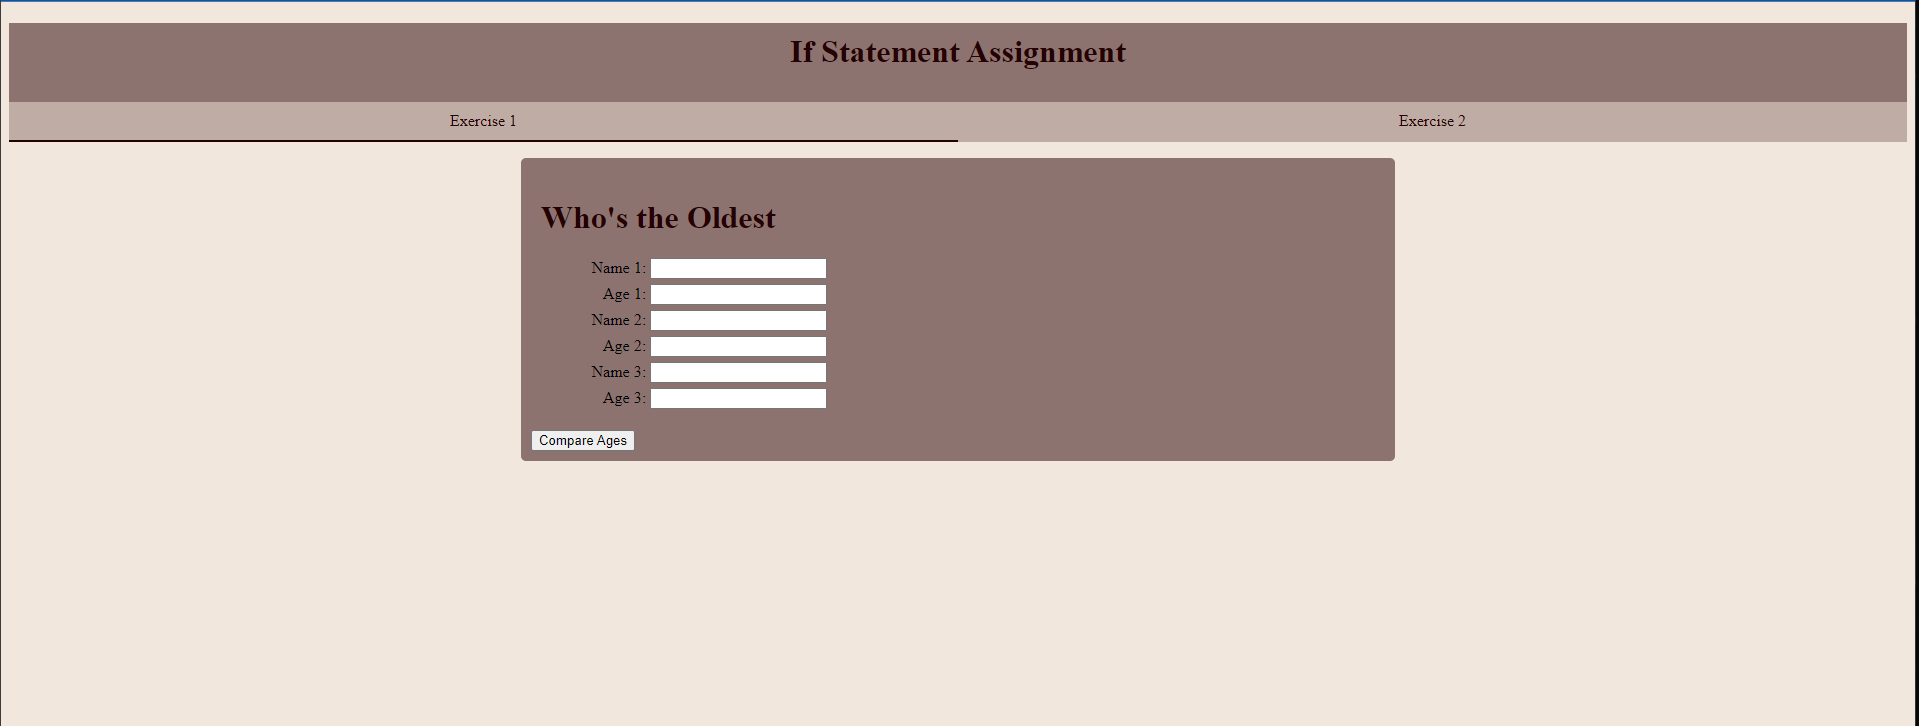 If Statement Assignment
Exercise 1 Exercise 2
Who's the Oldest
Name 1:
Age 1:
Name 2:
Age 2:
Name 3:
Age 3:
Compare Ages